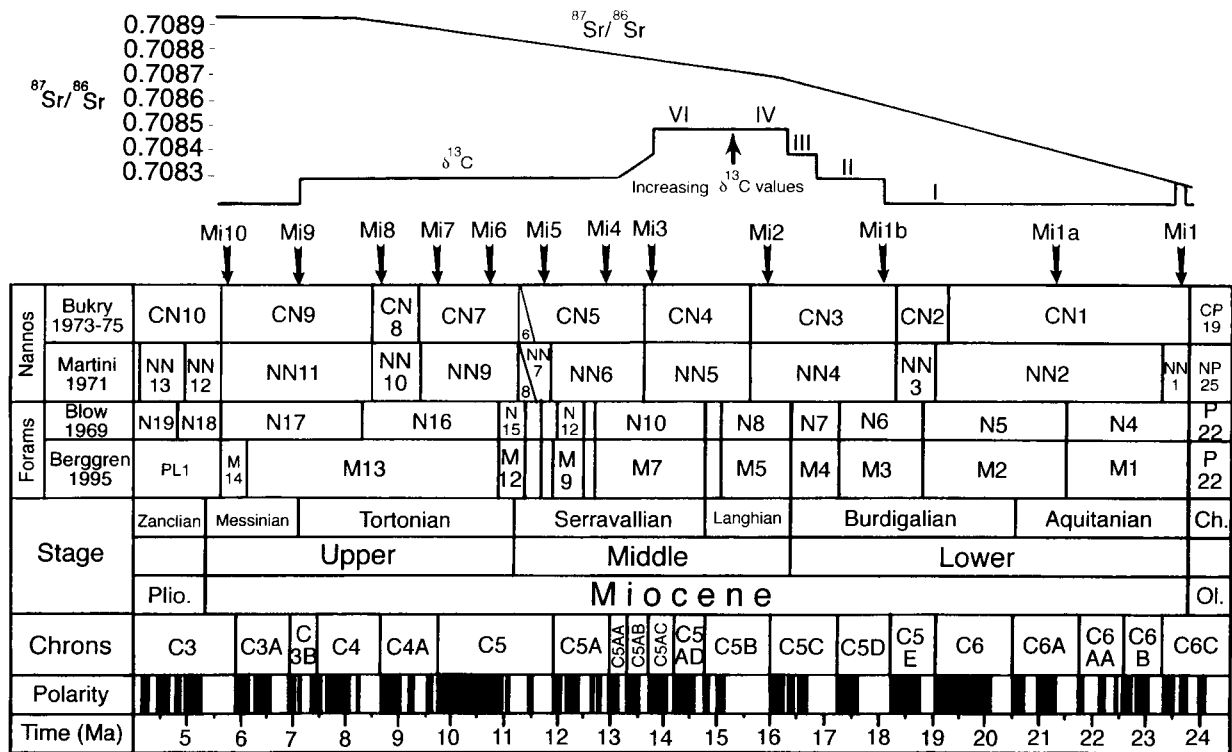 0.7089
0.7088
0.7087
0.7086
0.7085
0.7084
0.7083
87Sr/86Sr
87Sr/86Sr
VI IV
III
II
I
δ13C
Increasing δ13C values
Mi10 Mi9 Mi8 Mi7 Mi6 Mi5 Mi4 Mi3 Mi2 Mi1b Mi1a Mi1
Nannos
Bukry
1973-75
CN10 CN9 CN 8 CN7 6 CN5 CN4 CN3 CN2 CN1 CP 19
Martini
1971
NN 13 NN 12 NN11 NN 10 NN9 8 NN 7 NN6 NN5 NN4 NN 3 NN2 NN 1 NP 25
Forams
Blow
1969
N19 N18 N17 N16 N 15 N 12 N10 N8 N7 N6 N5 N4 P 22
Berggren
1995
PL1 M 14 M13 M 12 M 9 M7 M5 M4 M3 M2 M1 P 22
Stage
Zanclian Messinian Tortonian Serravallian Langhian Burdigalian Aquitanian Ch.
Upper Middle Lower
Plio. Miocene Ol.
Chrons
C3 C3A C 3B C4 C4A C5 C5A C5AA C5AB C5AC C5 AD C5B C5C C5D C5 E C6 C6A C6 AA C6 B C6C
Polarity
Time (Ma)
5 6 7 8 9 10 11 12 13 14 15 16 17 18 19 20 21 22 23 24